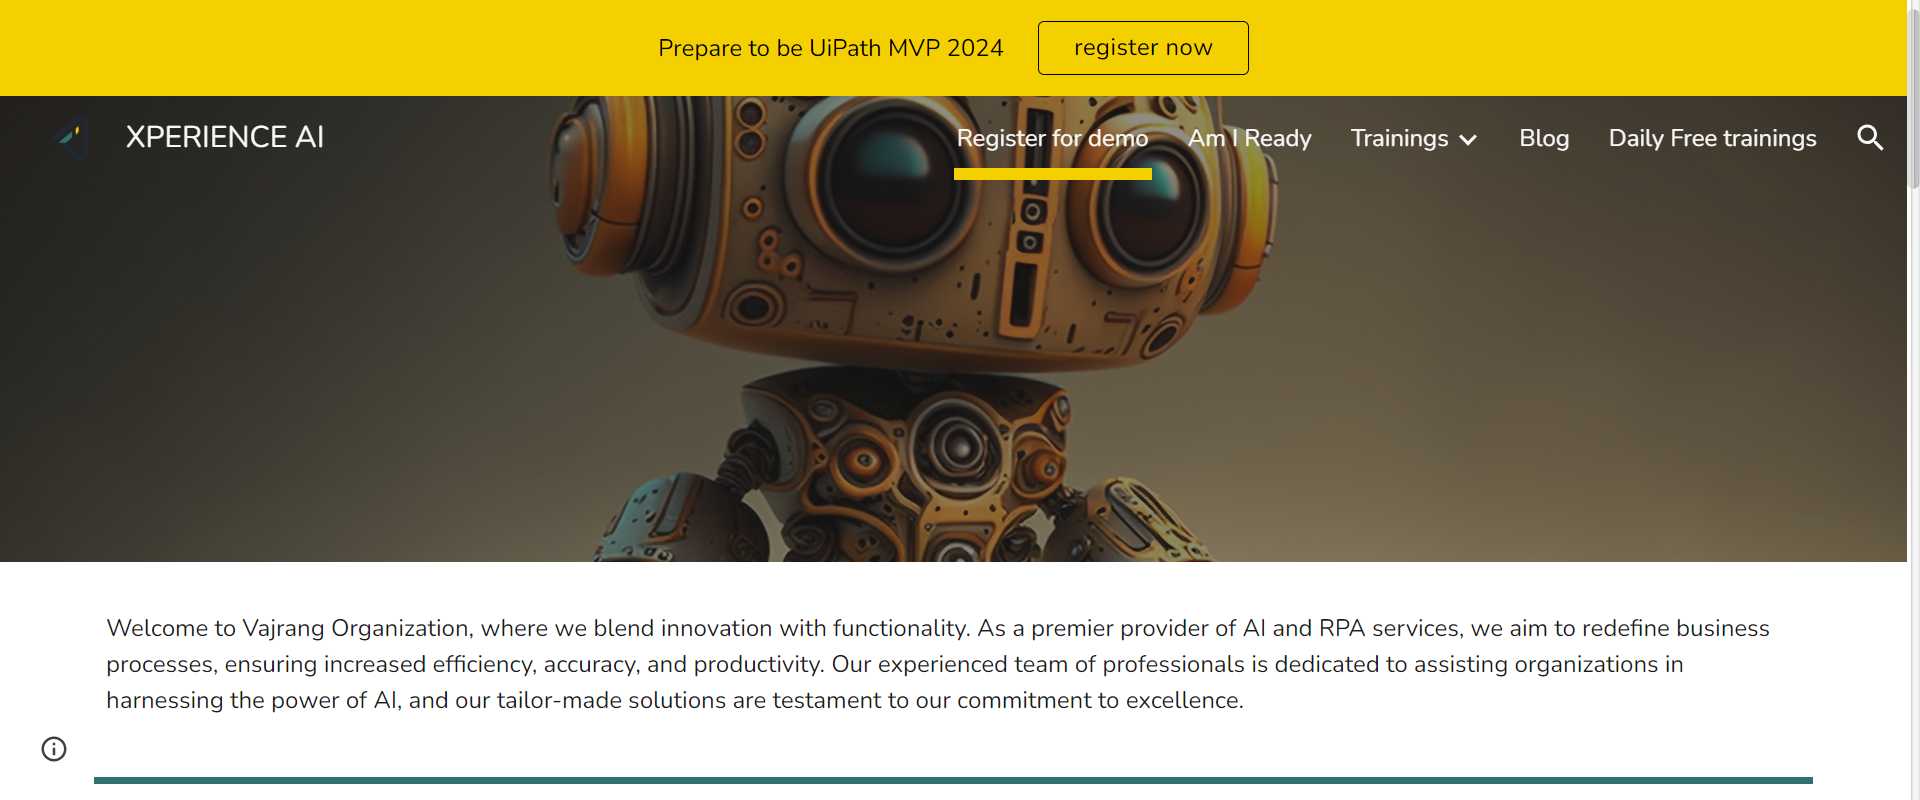 Prepare to be UiPath MVP 2024
register now
XPERIENCE AI
Register for demo
Am I Ready
Trainings
Blog
Daily Free trainings
Welcome to Vajrang Organization, where we blend innovation with functionality. As a premier provider of AI and RPA services, we aim to redefine business
processes, ensuring increased efficiency, accuracy, and productivity. Our experienced team of professionals is dedicated to assisting organizations in
harnessing the power of AI, and our tailor-made solutions are testament to our commitment to excellence.